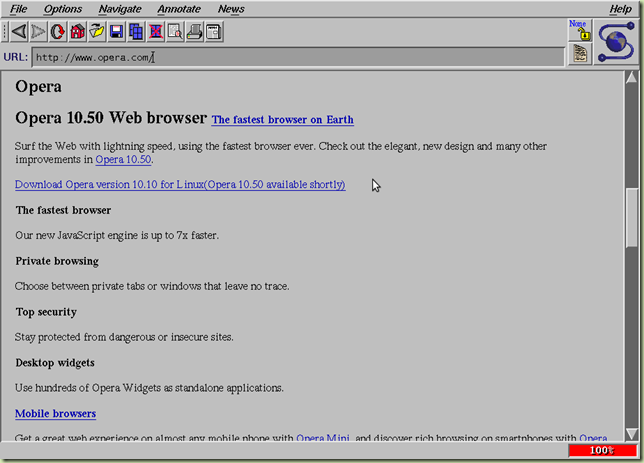 File Options Navigate Annotate News Help
None
URL: http://www.opera.com/
Opera
Opera 10.50 Web browser The fastest browser on Earth
Surf the Web with lightning speed, using the fastest browser ever. Check out the elegant, new design and many other
improvements in Opera 10.50.
Download Opera version 10.10 for Linux(Opera 10.50 available shortly)
The fastest browser
Our new JavaScript engine is up to 7x faster.
Private browsing
Choose between private tabs or windows that leave no trace.
Top security
Stay protected from dangerous or insecure sites.
Desktop widgets
Use hundreds of Opera Widgets as standalone applications.
Mobile browsers
Get a great web experience on almost any mobile phone with Opera Mini, and discover rich browsing on smartphones with Opera
100%